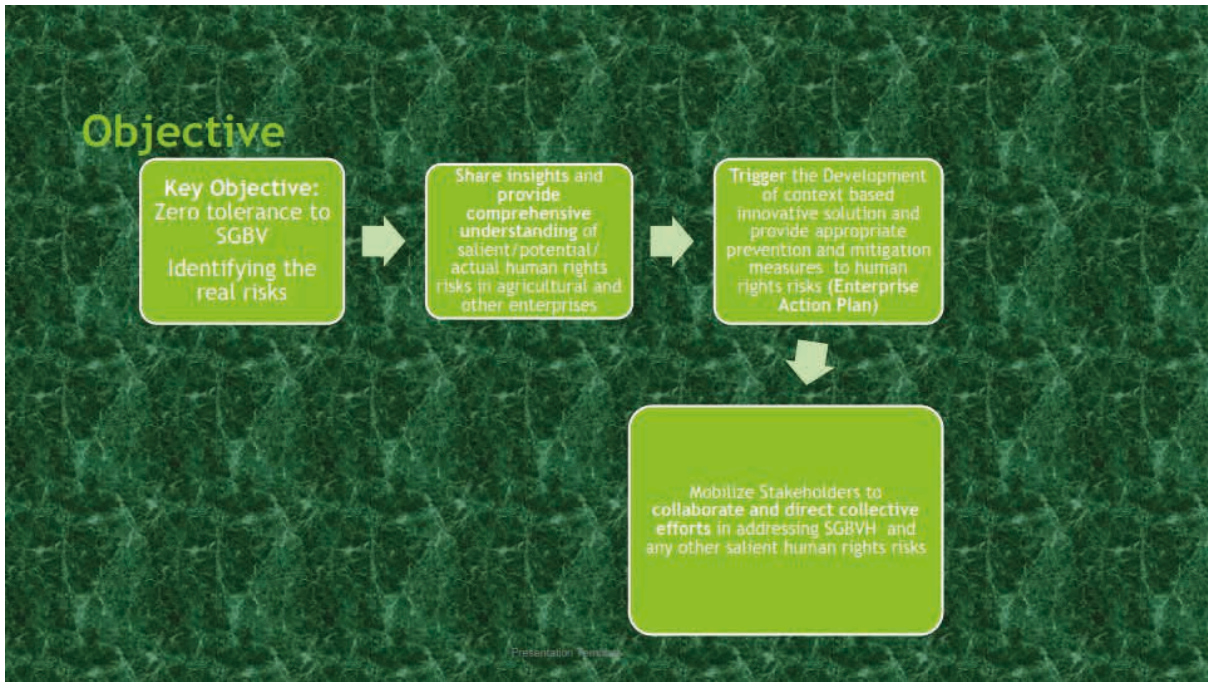 Objective
Key Objective:
Zero tolerance to
SGBV
Identifying the
real risks
Share insights and
provide
comprehensive
understanding of
salient/potential/
actual human rights
risks in agricultural and
other enterprises
Trigger the Development
of context based
innovative solution and
provide appropriate
prevention and mitigation
measures to human
rights risks (Enterprise
Action Plan)
Mobilize Stakeholders to
collaborate and direct collective
efforts in addressing SGBVH and
any other salient human rights risks
Presentation Template